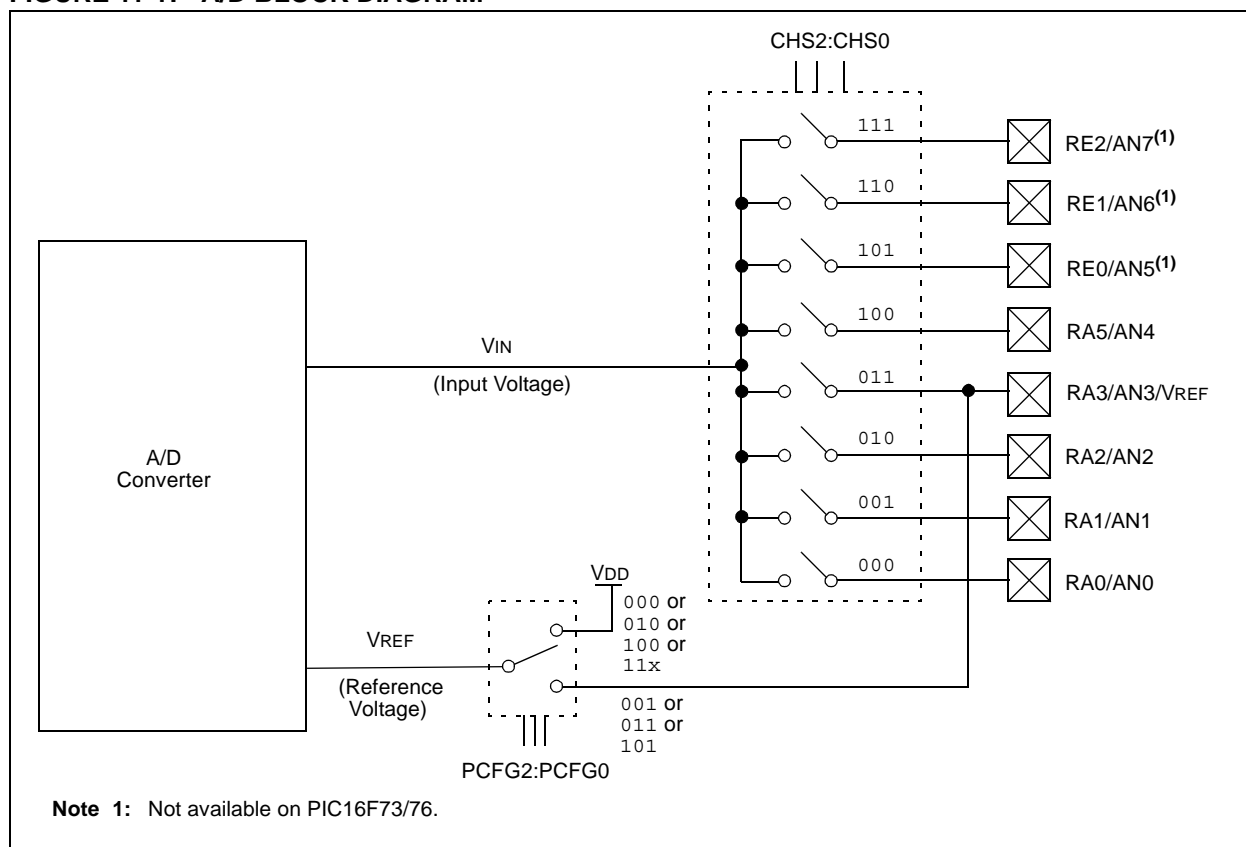 CHS2:CHS0
111
RE2/AN7(1)
110
RE1/AN6(1)
101
RE0/AN5(1)
100
RA5/AN4
VIN
(Input Voltage)
011
RA3/AN3/VREF
010
RA2/AN2
A/D
Converter
001
RA1/AN1
000
RA0/AN0
VDD
000 or
010 or
100 or
11x
VREF
(Reference
Voltage)
001 or
011 or
101
PCFG2:PCFG0
Note 1: Not available on PIC16F73/76.